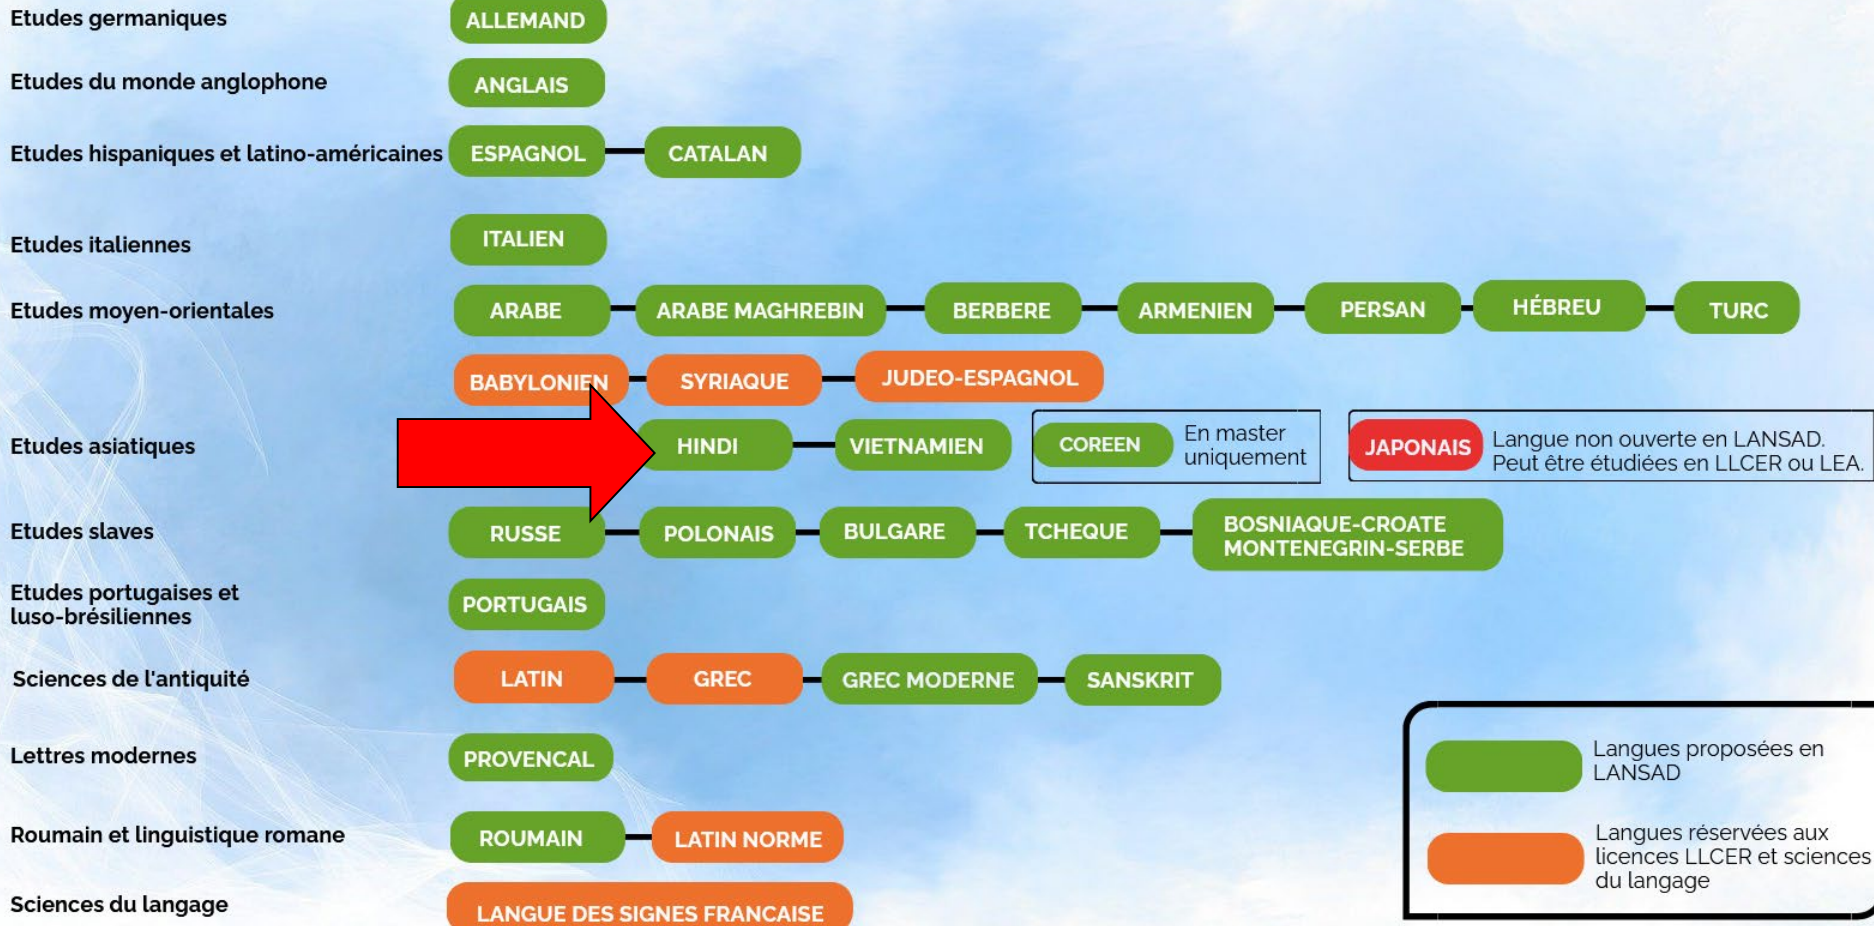 Etudes germaniques
ALLEMAND
Etudes du monde anglophone
ANGLAIS
Etudes hispaniques et latino-américaines
ESPAGNOL
CATALAN
Etudes italiennes
ITALIEN
Etudes moyen-orientales
ARABE
ARABE MAGHREBIN
BERBERE
ARMENIEN
PERSAN
HÉBREU
TURC
BABYLONIEN
SYRIAQUE
JUDEO-ESPAGNOL
Etudes asiatiques
HINDI
VIETNAMIEN
COREEN
En master
uniquement
JAPONAIS
Langue non ouverte en LANSAD.
Peut être étudiées en LLCER ou LEA.
Etudes slaves
RUSSE
POLONAIS
BULGARE
TCHEQUE
BOSNIAQUE-CROATE
MONTENEGRIN-SERBE
Etudes portugaises et
luso-brésiliennes
PORTUGAIS
Sciences de l'antiquité
LATIN
GREC
GREC MODERNE
SANSKRIT
Lettres modernes
PROVENCAL
Roumain et linguistique romane
ROUMAIN
LATIN NORME
Sciences du langage
LANGUE DES SIGNES FRANCAISE
Langues proposées en
LANSAD
Langues réservées aux
licences LLCER et sciences
du langage